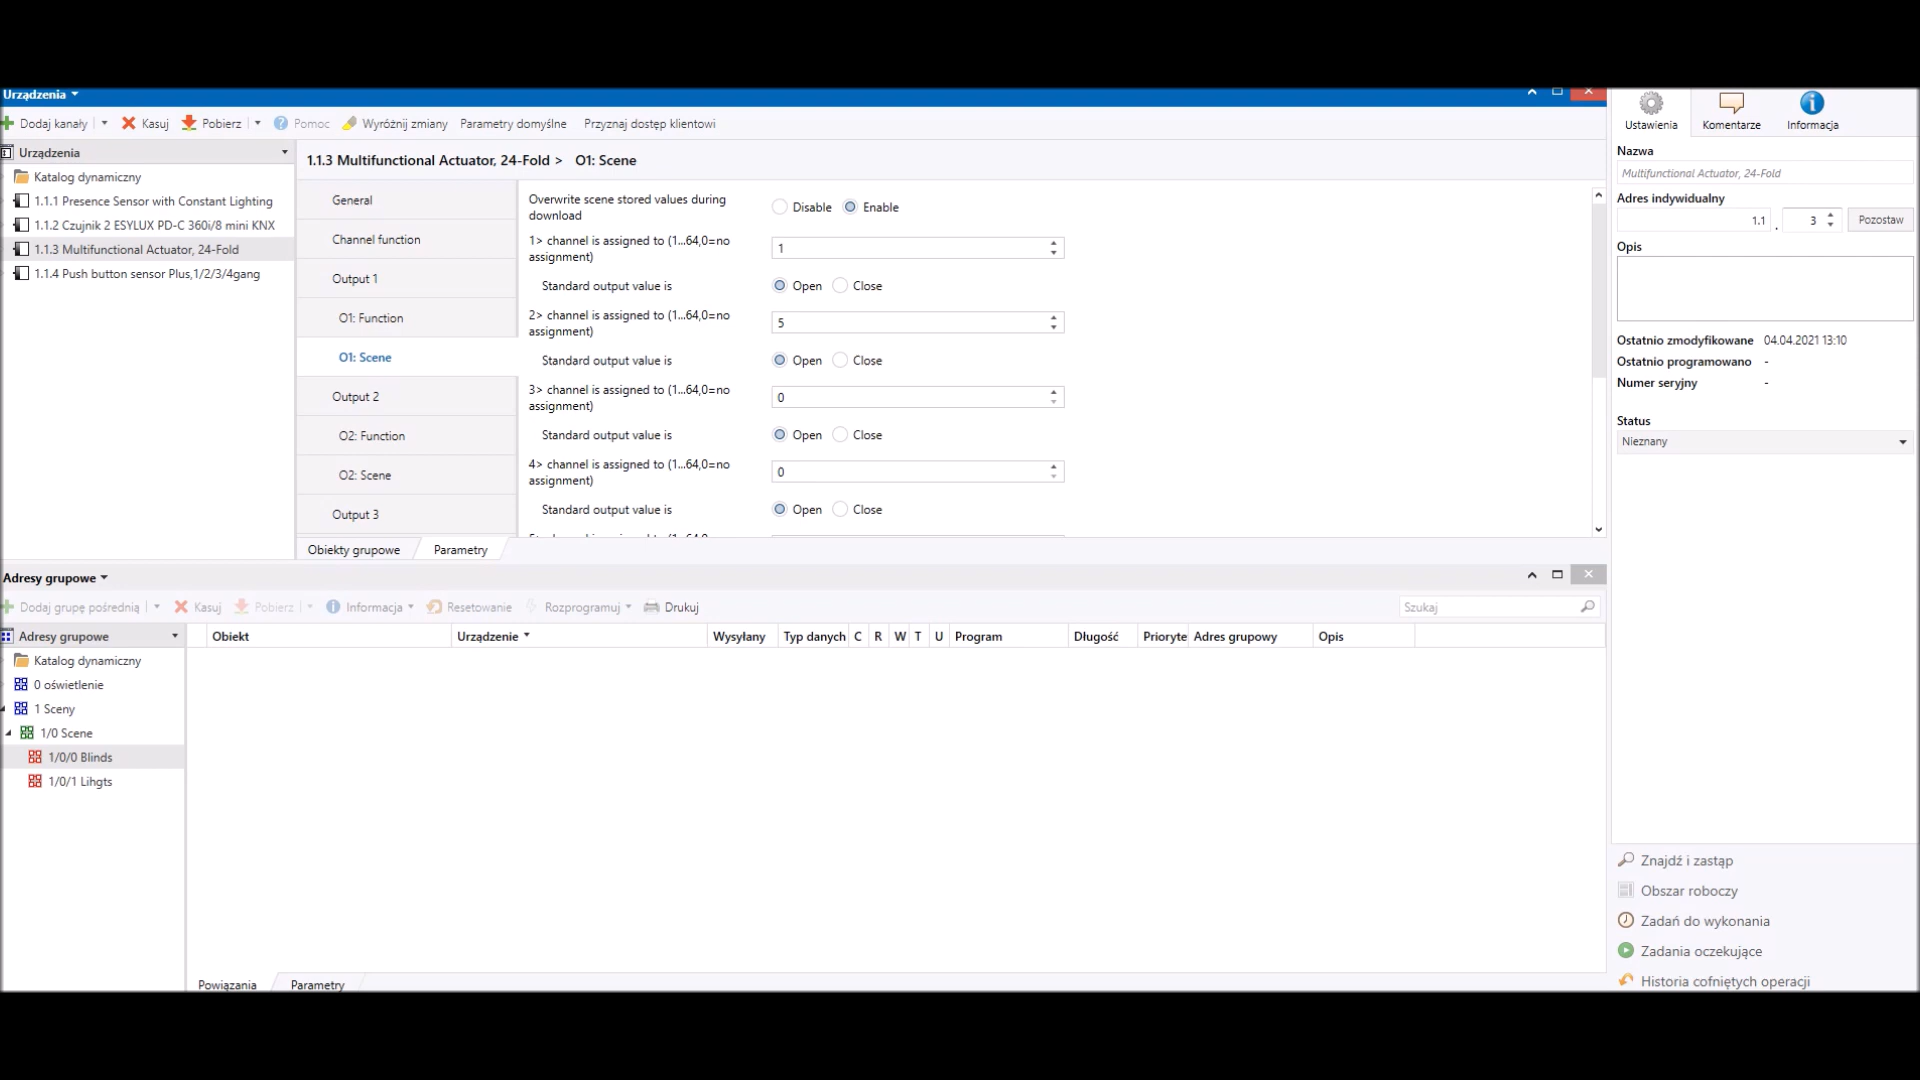 Urządzenia
Dodaj kanały
Kasuj
Pobierz
Pomoc
Wyróżnij zmiany
Parametry domyślne
Przyznaj dostęp klientowi
Urządzenia
Katalog dynamiczny
1.1.1 Presence Sensor with Constant Lighting
1.1.2 Czujnik 2 ESYLUX PD-C 360i/8 mini KNX
1.1.3 Multifunctional Actuator, 24-Fold
1.1.4 Push button sensor Plus,1/2/3/4gang
1.1.3 Multifunctional Actuator, 24-Fold > O1: Scene
General
Channel function
Output 1
O1: Function
O1: Scene
Output 2
O2: Function
O2: Scene
Output 3
Overwrite scene stored values during
download
Disable
Enable
1> channel is assigned to (1...64,0=no
assignment)
1
Standard output value is
Open
Close
2> channel is assigned to (1...64,0=no
assignment)
5
Standard output value is
Open
Close
3> channel is assigned to (1...64,0=no
assignment)
0
Standard output value is
Open
Close
4> channel is assigned to (1...64,0=no
assignment)
0
Standard output value is
Open
Close
Obiekty grupowe
Parametry
Ustawienia
Komentarze
Informacja
Nazwa
Multifunctional Actuator, 24-Fold
Adres indywidualny
1.1 . 3
Pozostaw
Opis
Ostatnio zmodyfikowane 04.04.2021 13:10
Ostatnio programowano -
Numer seryjny -
Status
Nieznany
Adresy grupowe
Dodaj grupę pośrednią
Kasuj
Pobierz
Informacja
Resetowanie
Rozprogramuj
Drukuj
Szukaj
Adresy grupowe
Katalog dynamiczny
0 oświetlenie
1 Sceny
1/0 Scene
1/0/0 Blinds
1/0/1 Lihgts
Obiekt
Urządzenie
Wysyłany
Typ danych
C
R
W
T
U
Program
Długość
Prioryte
Adres grupowy
Opis
Powiązania
Parametry
Znajdź i zastąp
Obszar roboczy
Zadań do wykonania
Zadania oczekujące
Historia cofniętych operacji